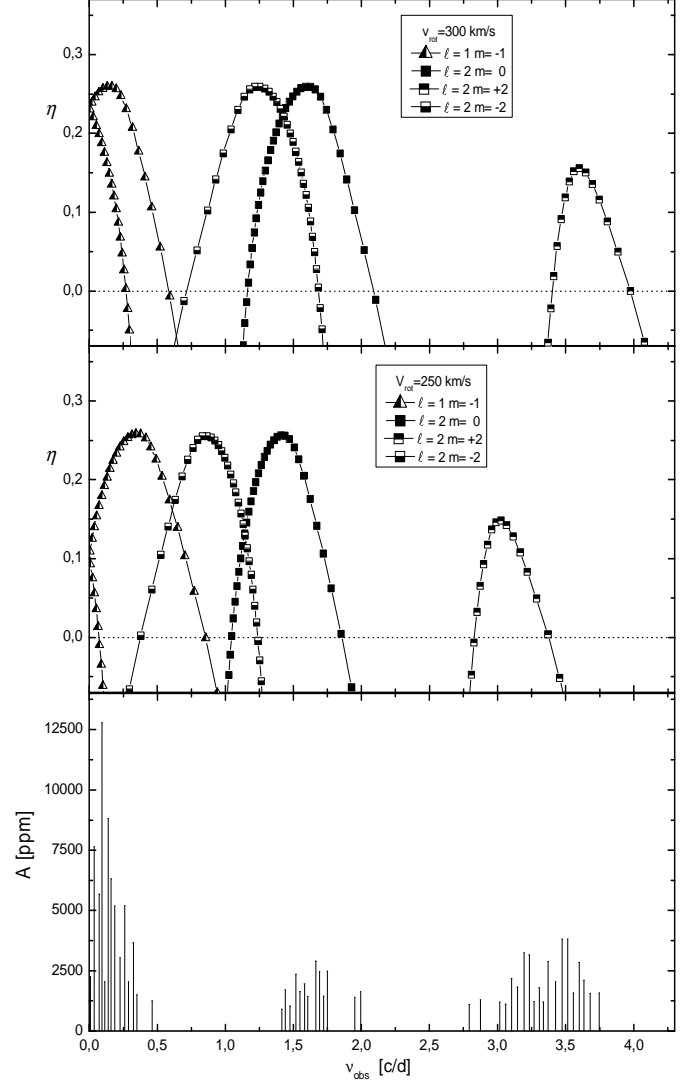 0,3
0,2
0,1
0,0
η
v_rot=300 km/s
ℓ = 1 m= -1
ℓ = 2 m= 0
ℓ = 2 m= +2
ℓ = 2 m= -2
0,3
0,2
0,1
0,0
η
V_rot=250 km/s
ℓ = 1 m= -1
ℓ = 2 m= 0
ℓ = 2 m= +2
ℓ = 2 m= -2
12500
10000
7500
5000
2500
0
A [ppm]
0,0 0,5 1,0 1,5 2,0 2,5 3,0 3,5 4,0
ν_obs [c/d]